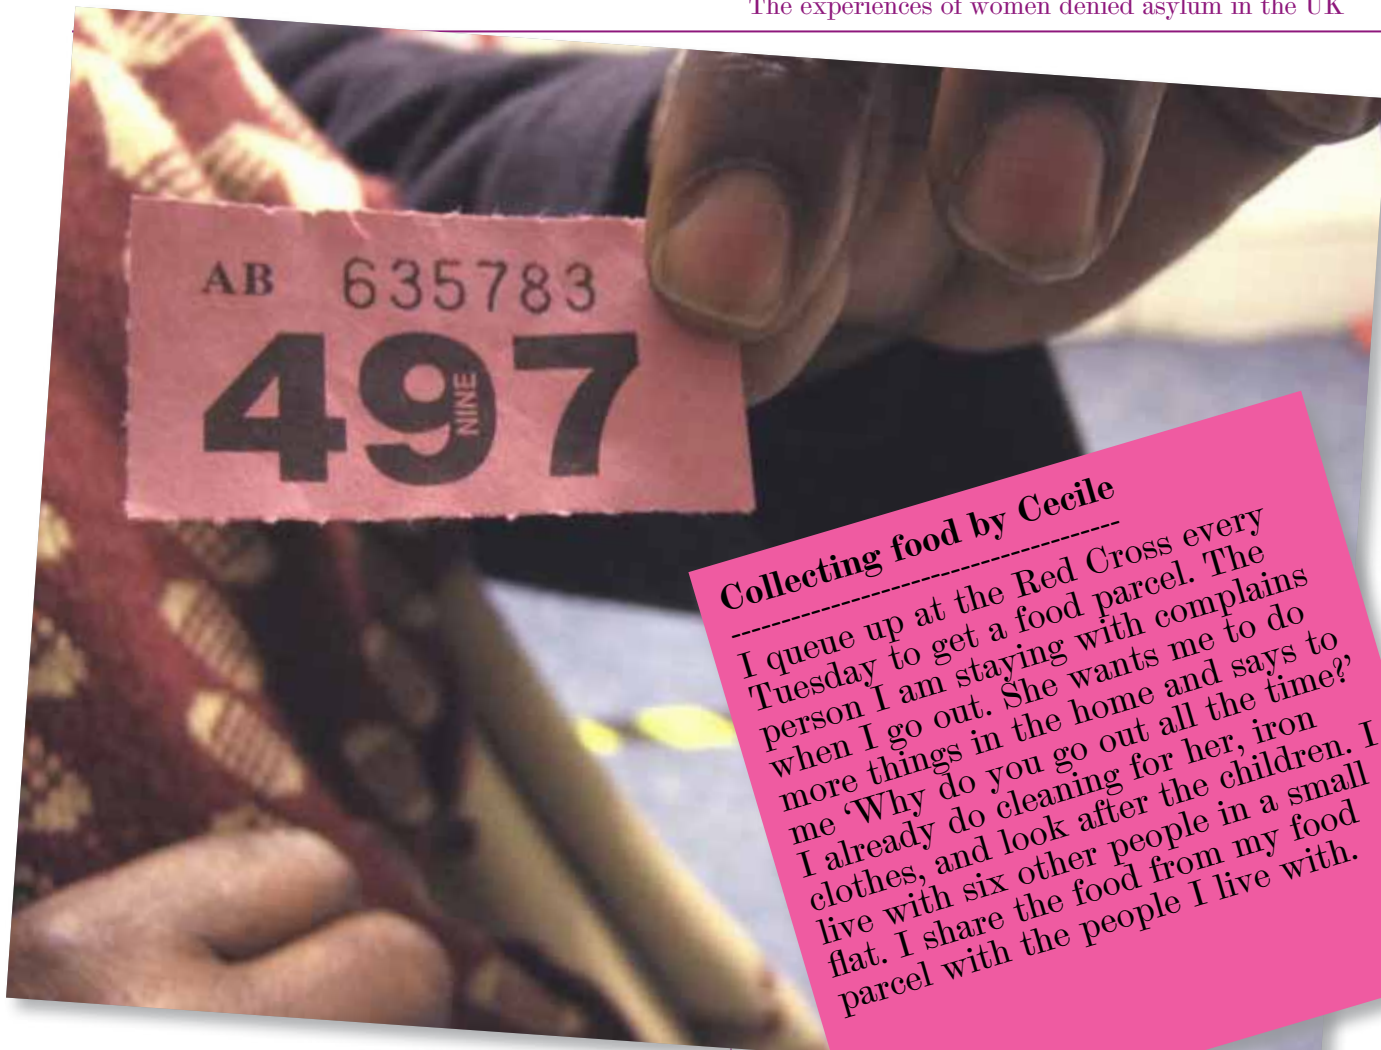 The experiences of women denied asylum in the UK
AB 635783
497
NINE
Collecting food by Cecile
I queue up at the Red Cross every
Tuesday to get a food parcel. The
person I am staying with complains
when I go out. She wants me to do
more things in the home and says to
me ‘Why do you go out all the time?’
I already do cleaning for her, iron
clothes, and look after the children. I
live with six other people in a small
flat. I share the food from my food
parcel with the people I live with.